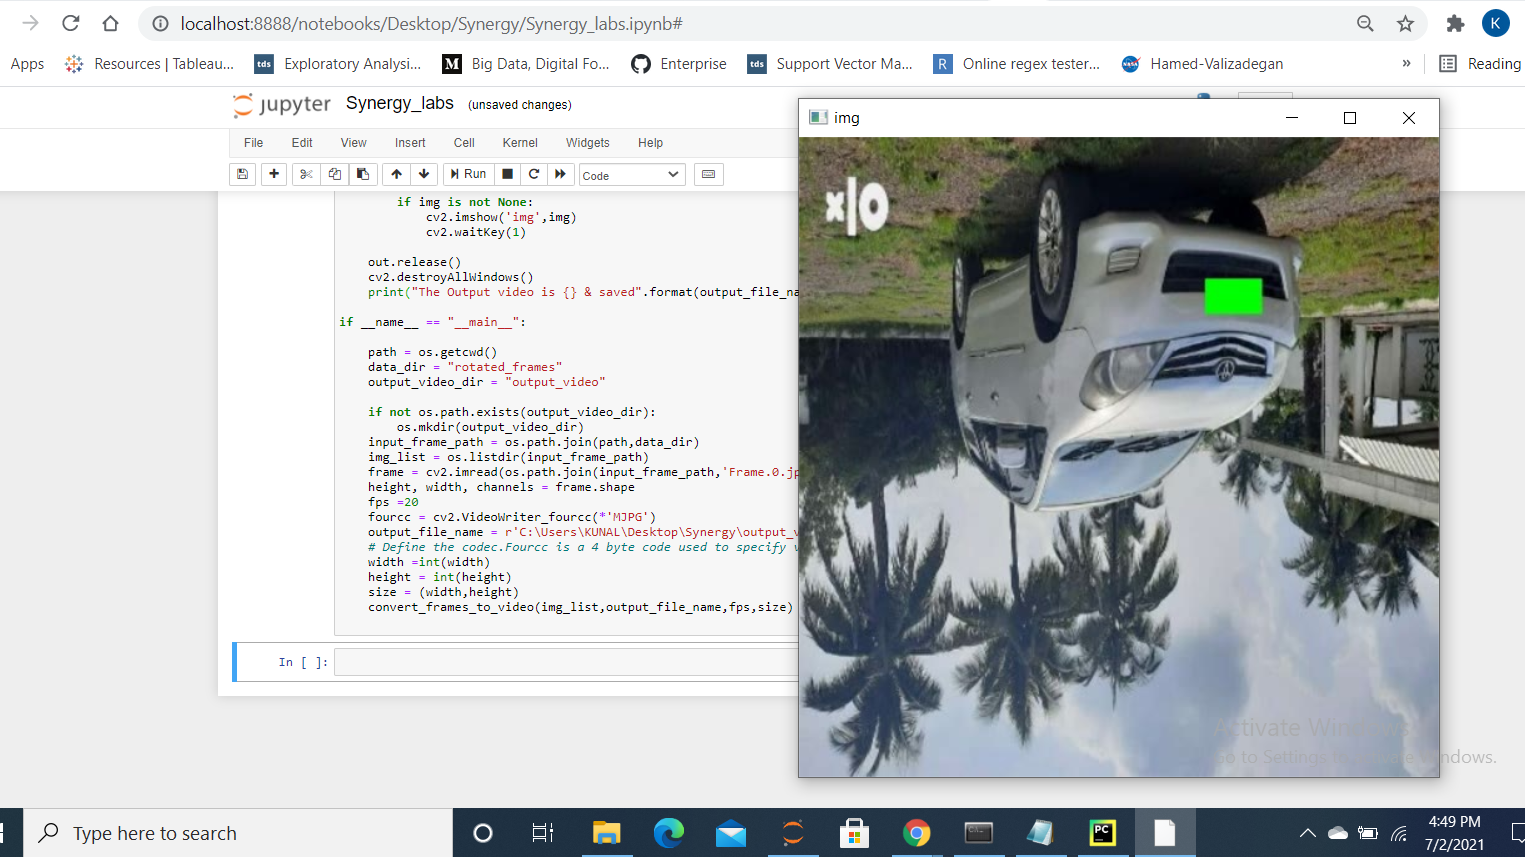 localhost:8888/notebooks/Desktop/Synergy/Synergy_labs.ipynb#
K
Apps
Resources | Tableau...
tds Exploratory Analysi...
M Big Data, Digital Fo...
Enterprise
tds Support Vector Ma...
R Online regex tester...
NASA Hamed-Valizadegan
»
Reading
jupyter Synergy_labs (unsaved changes)
File Edit View Insert Cell Kernel Widgets Help
Run Code
if img is not None:
cv2.imshow('img',img)
cv2.waitKey(1)
out.release()
cv2.destroyAllWindows()
print("The Output video is {} & saved".format(output_file_na
if __name__ == "__main__":
path = os.getcwd()
data_dir = "rotated_frames"
output_video_dir = "output_video"
if not os.path.exists(output_video_dir):
os.mkdir(output_video_dir)
input_frame_path = os.path.join(path,data_dir)
img_list = os.listdir(input_frame_path)
frame = cv2.imread(os.path.join(input_frame_path,'Frame.0.jp
height, width, channels = frame.shape
fps =20
fourcc = cv2.VideoWriter_fourcc(*'MJPG')
output_file_name = r'C:\Users\KUNAL\Desktop\Synergy\output_v
# Define the codec.Fourcc is a 4 byte code used to specify v
width =int(width)
height = int(height)
size = (width,height)
convert_frames_to_video(img_list,output_file_name,fps,size)
In [ ]:
img
Activate Windows
Go to Settings to activate Windows.
Type here to search
PC
4:49 PM
7/2/2021